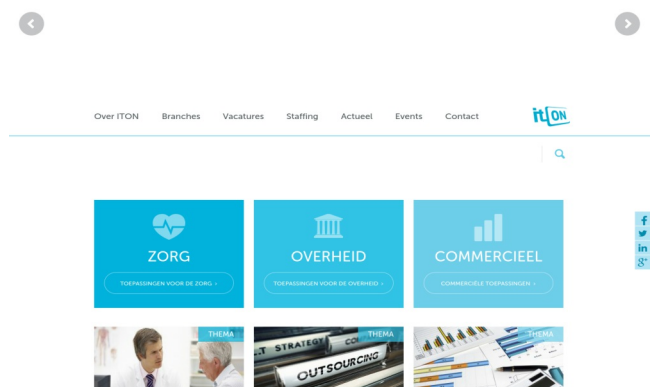 Over ITON Branches Vacatures Staffing Actueel Events Contact itON
ZORG
TOEPASSINGEN VOOR DE ZORG ›
OVERHEID
TOEPASSINGEN VOOR DE OVERHEID ›
COMMERCIEEL
COMMERCIËLE TOEPASSINGEN ›
THEMA
THEMA
STRATEGY
OUTSOURCING
THEMA